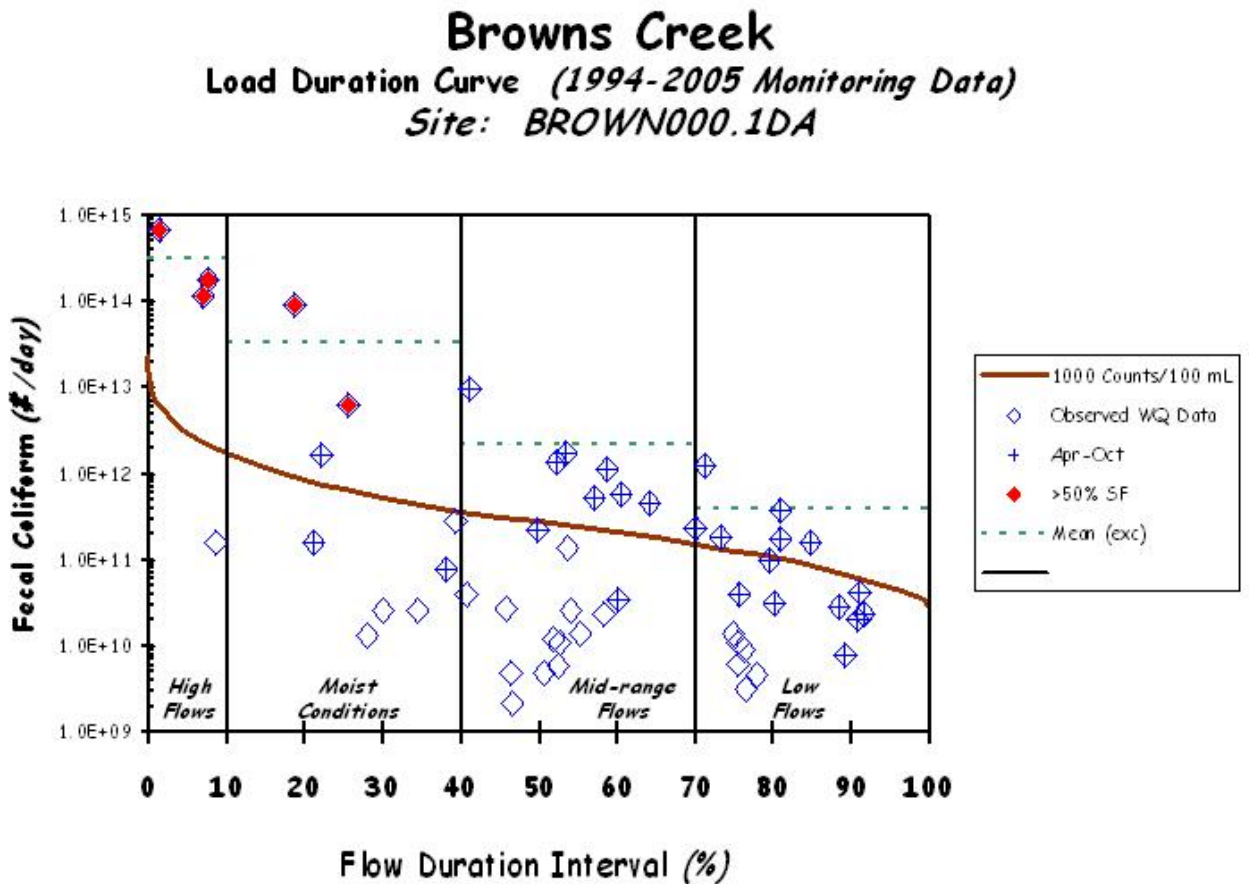 Browns Creek
Load Duration Curve (1994-2005 Monitoring Data)
Site: BROWN000.1DA
1.0E+15
1.0E+14
1.0E+13
1.0E+12
1.0E+11
1.0E+10
1.0E+09
Fecal Coliform (#/day)
High Flows
Moist Conditions
Mid-range Flows
Low Flows
0 10 20 30 40 50 60 70 80 90 100
Flow Duration Interval (%)
1000 Counts/100 mL
Observed WQ Data
Apr-Oct
>50% SF
Mean (exc)